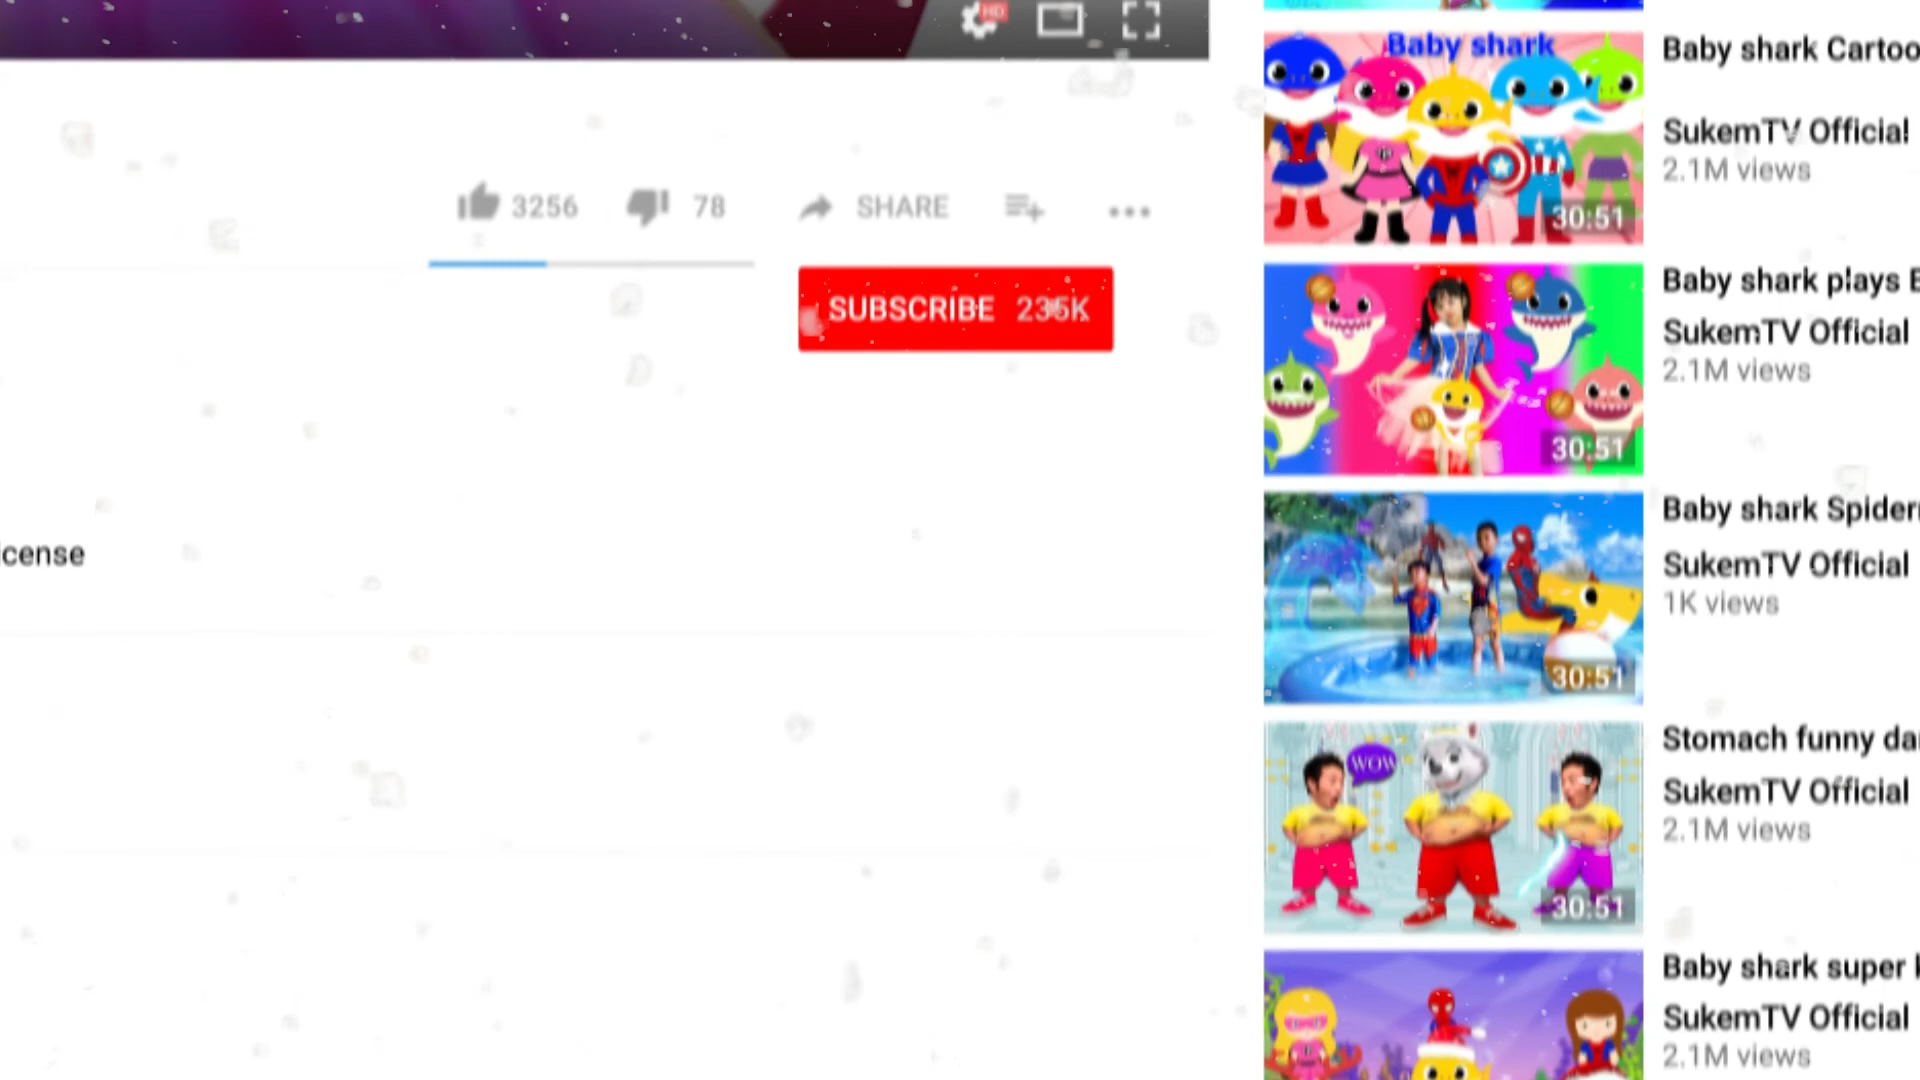 HD
3256 78 SHARE
SUBSCRIBE 235K
icense
Baby shark
30:51
Baby shark Cartoo
SukemTV Official
2.1M views
30:51
Baby shark plays
SukemTV Official
2.1M views
30:51
Baby shark Spider
SukemTV Official
1K views
WOW
30:51
Stomach funny da
SukemTV Official
2.1M views
Baby shark super
SukemTV Official
2.1M views